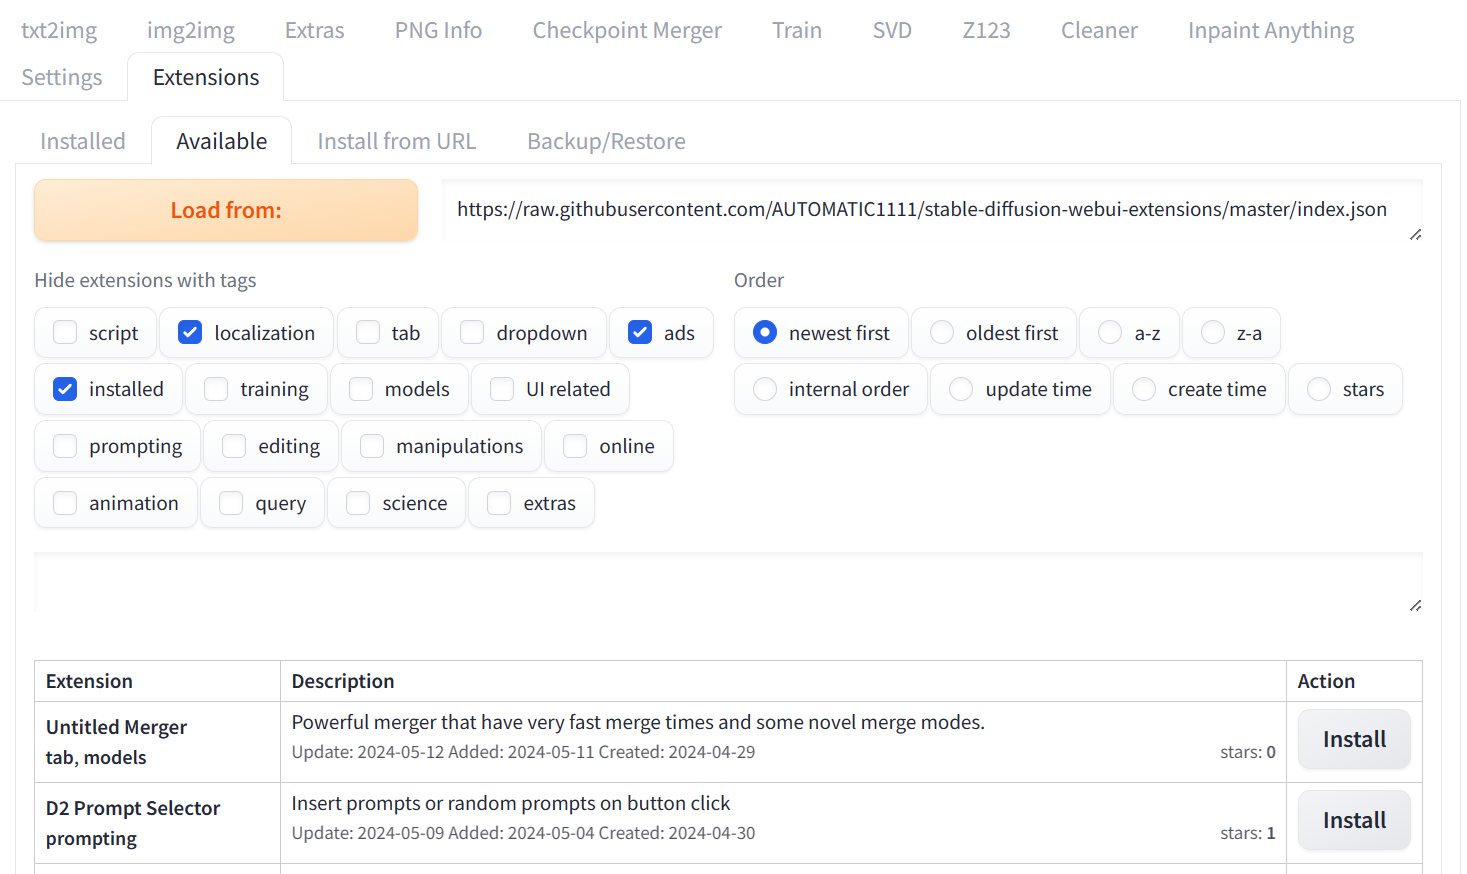 txt2img img2img Extras PNG Info Checkpoint Merger Train SVD Z123 Cleaner Inpaint Anything
Settings Extensions
Installed Available Install from URL Backup/Restore
Load from: https://raw.githubusercontent.com/AUTOMATIC1111/stable-diffusion-webui-extensions/master/index.json
Hide extensions with tags
script localization tab dropdown ads
installed training models UI related
prompting editing manipulations online
animation query science extras
Order
newest first oldest first a-z z-a
internal order update time create time stars
Extension Description Action
Untitled Merger
tab, models
Powerful merger that have very fast merge times and some novel merge modes.
Update: 2024-05-12 Added: 2024-05-11 Created: 2024-04-29 stars: 0
Install
D2 Prompt Selector
prompting
Insert prompts or random prompts on button click
Update: 2024-05-09 Added: 2024-05-04 Created: 2024-04-30 stars: 1
Install